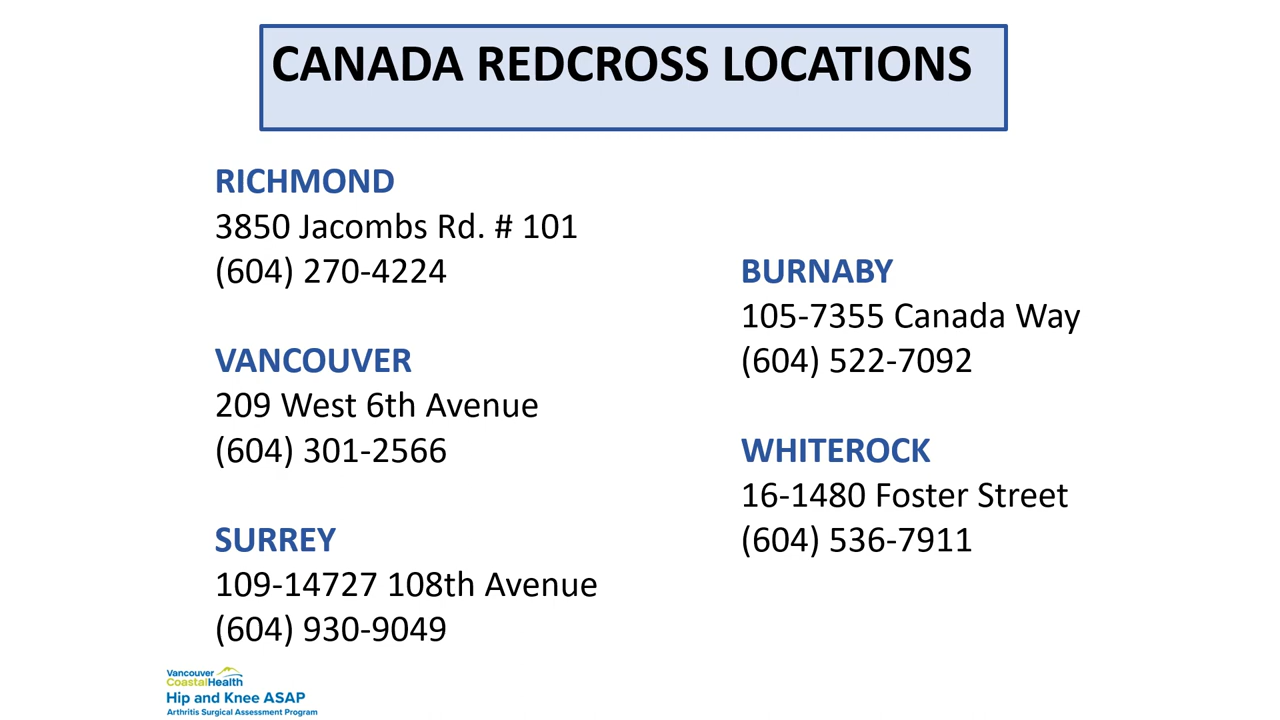 CANADA REDCROSS LOCATIONS
RICHMOND
3850 Jacombs Rd. # 101
(604) 270-4224
VANCOUVER
209 West 6th Avenue
(604) 301-2566
SURREY
109-14727 108th Avenue
(604) 930-9049
BURNABY
105-7355 Canada Way
(604) 522-7092
WHITEROCK
16-1480 Foster Street
(604) 536-7911
Vancouver
CoastalHealth
Hip and Knee ASAP
Arthritis Surgical Assessment Program